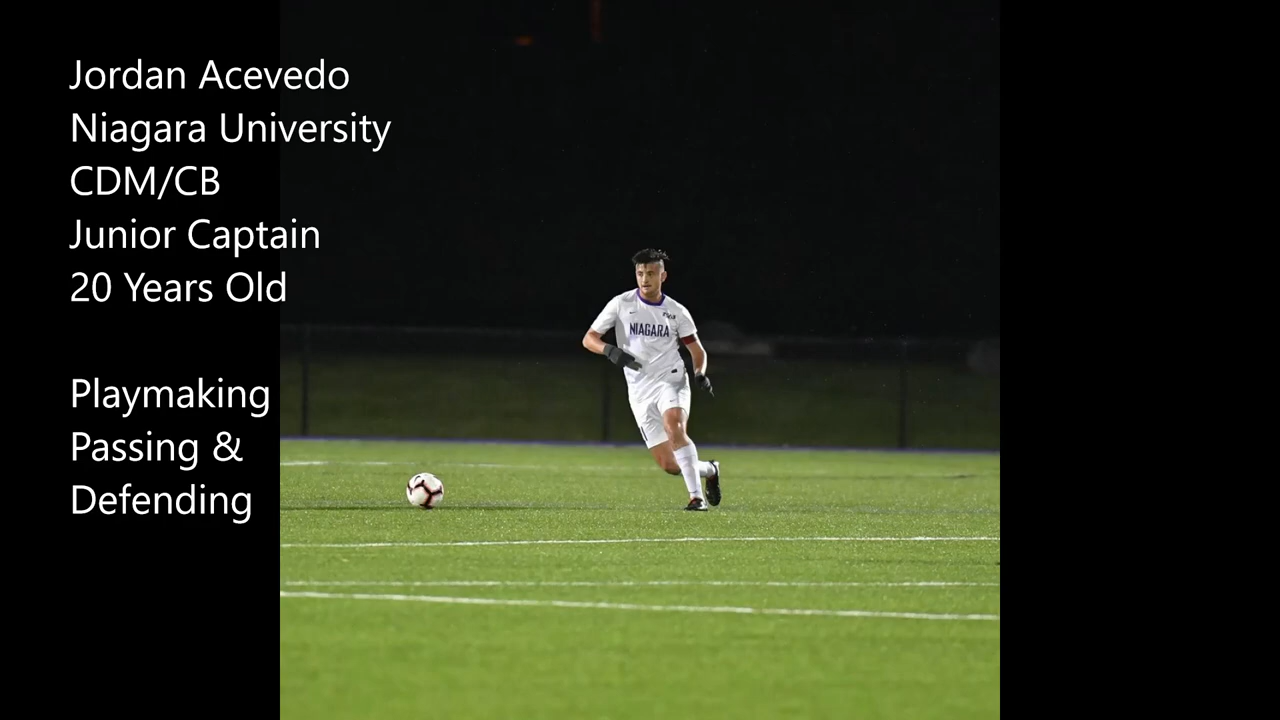 Jordan Acevedo
Niagara University
CDM/CB
Junior Captain
20 Years Old
Playmaking
Passing &
Defending
NIAGARA